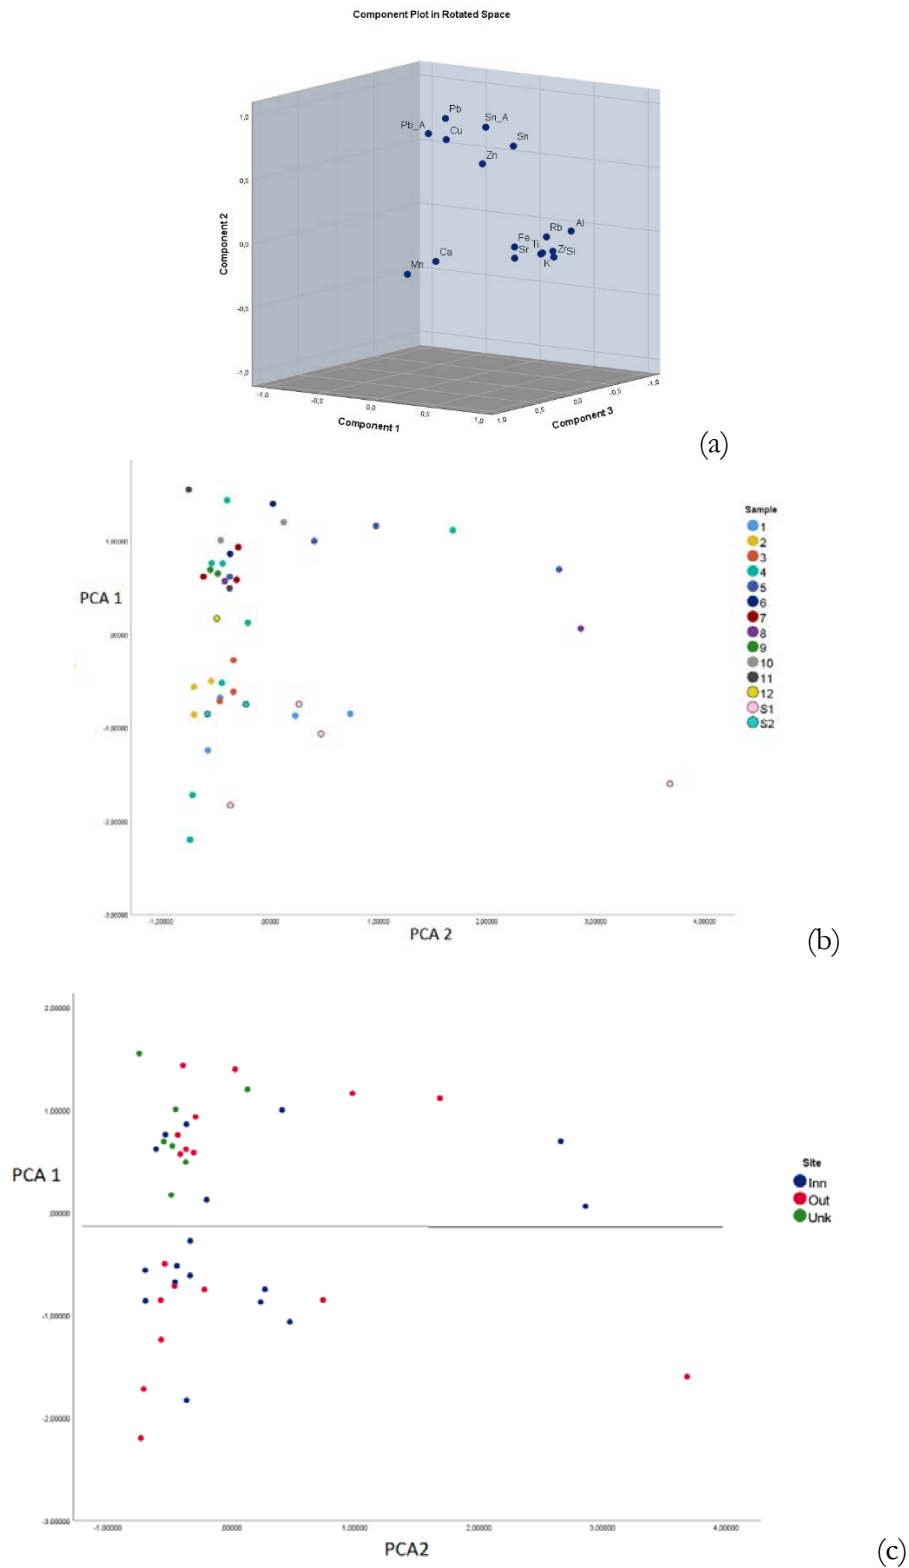 Component Plot in Rotated Space
Pb
Sn_A
Pb_A
Cu
Sn
Zn
Al
Rb
Fe
Ti
Sr
ZrSi
K
Ca
Mn
Component 2
1,0
0,5
0,0
-0,5
-1,0
-1,0
-0,5
0,0
0,5
1,0
Component 1
1,0
0,5
0,0
-0,5
-1,0
Component 3
(a)
PCA 1
1,00000
,00000
-1,00000
-2,00000
-3,00000
-1,00000 ,00000 1,00000 2,00000 3,00000 4,00000
PCA 2
Sample
1
2
3
4
5
6
7
8
9
10
11
12
S1
S2
(b)
2,00000
1,00000
PCA 1
,00000
-1,00000
-2,00000
-3,00000
-1,00000 ,00000 1,00000 2,00000 3,00000 4,00000
PCA2
Site
Inn
Out
Unk
(c)